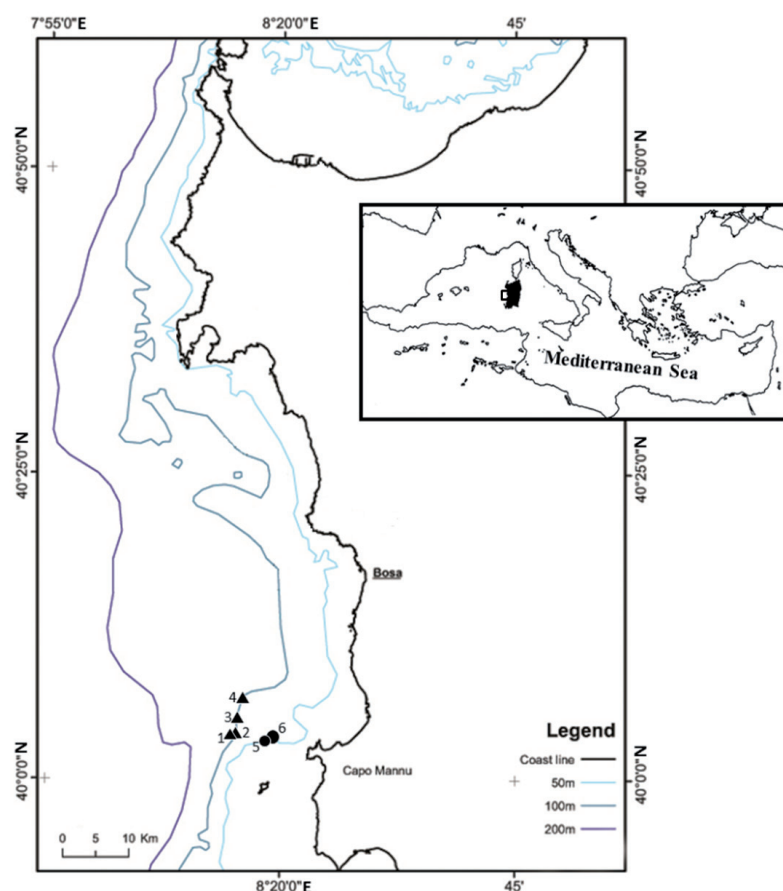 7°55'0"E 8°20'0"E 45'
40°50'0"N 40°50'0"N
Mediterranean Sea
40°25'0"N 40°25'0"N
Bosa
4
3
1 2 5 6
Legend
Coast line
50m
100m
200m
Capo Mannu
40°0'0"N 40°0'0"N
0 5 10 Km
8°20'0"E 45'